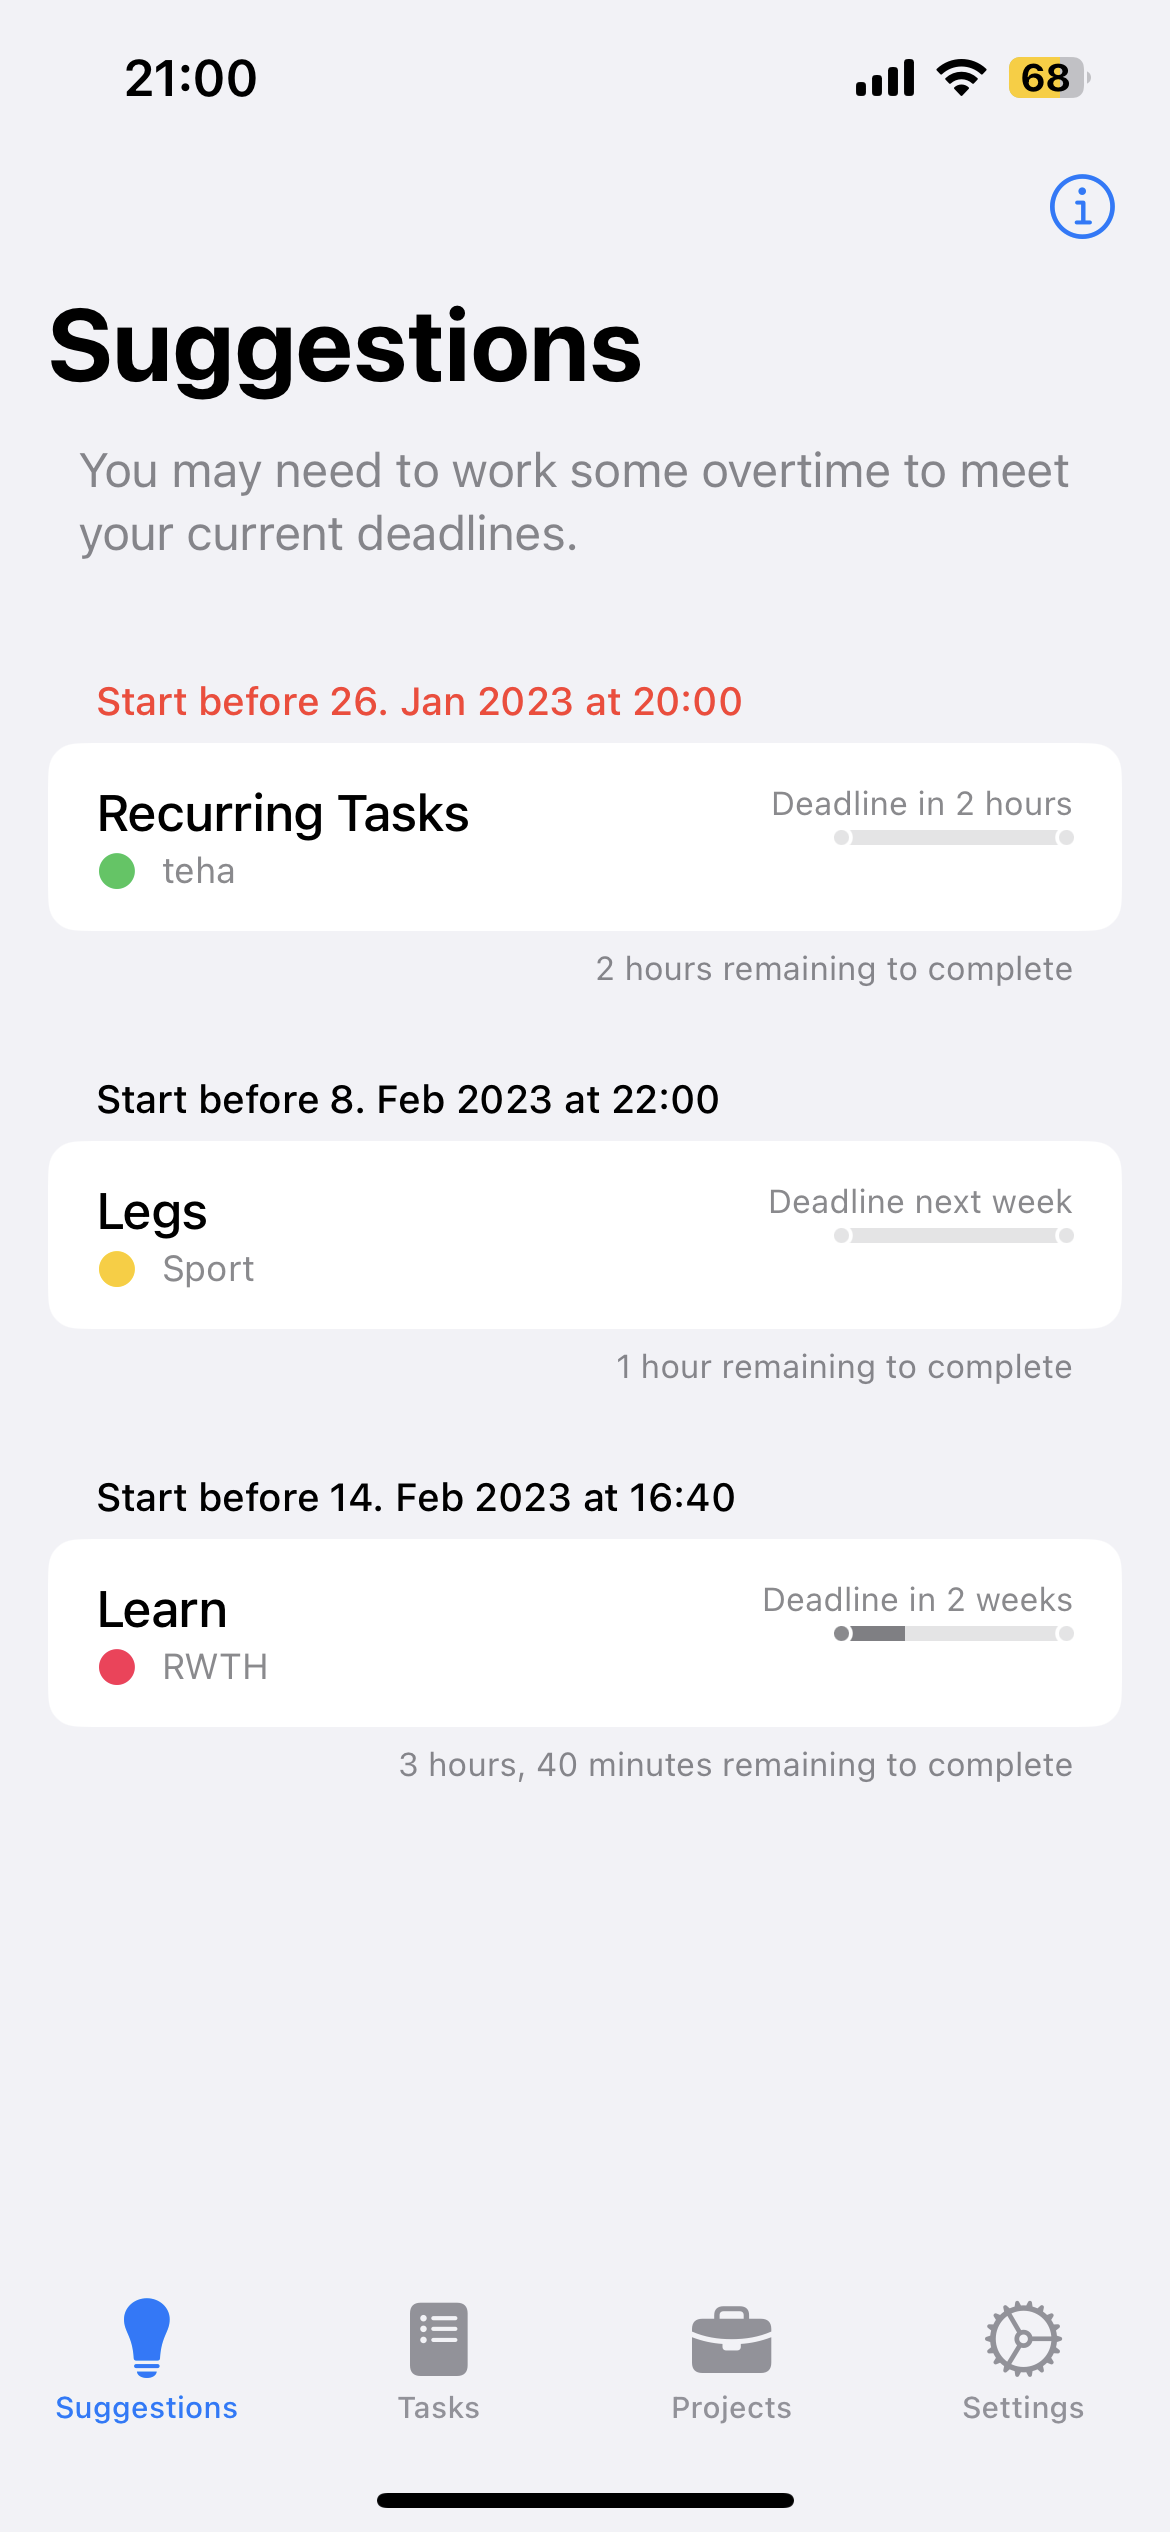 21:00
68
Suggestions
You may need to work some overtime to meet
your current deadlines.
Start before 26. Jan 2023 at 20:00
Recurring Tasks
Deadline in 2 hours
teha
2 hours remaining to complete
Start before 8. Feb 2023 at 22:00
Legs
Deadline next week
Sport
1 hour remaining to complete
Start before 14. Feb 2023 at 16:40
Learn
Deadline in 2 weeks
RWTH
3 hours, 40 minutes remaining to complete
Suggestions
Tasks
Projects
Settings